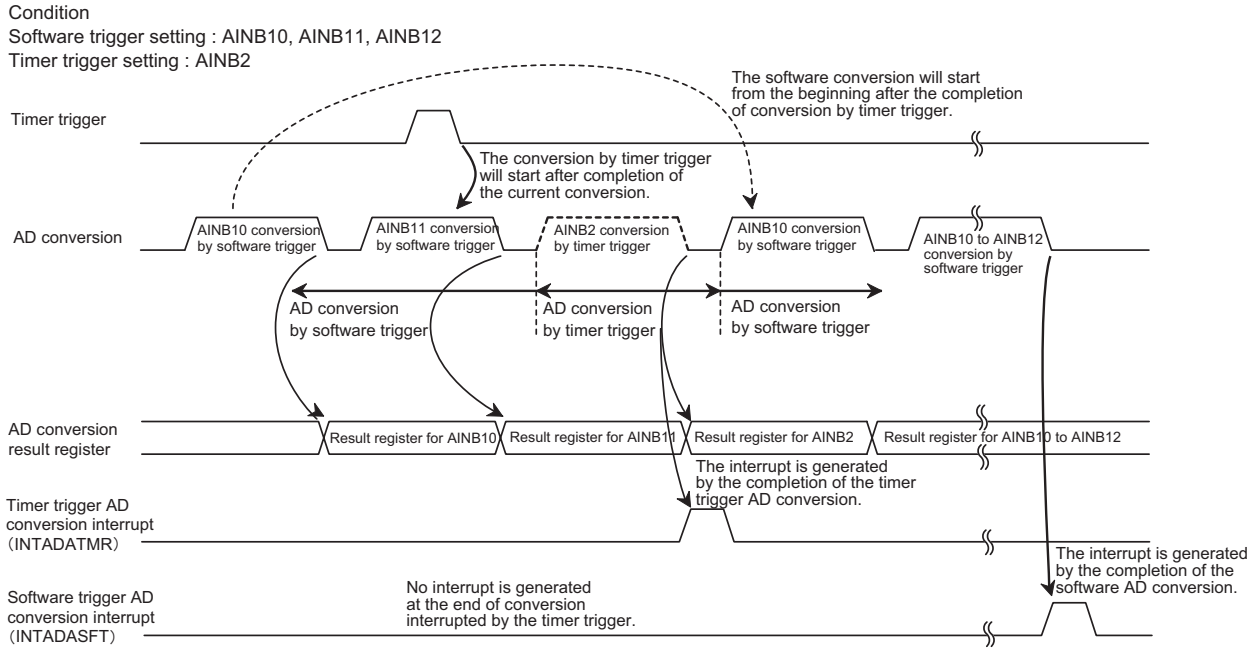 Condition
Software trigger setting : AINB10, AINB11, AINB12
Timer trigger setting : AINB2
The software conversion will start
from the beginning after the completion
of conversion by timer trigger.
Timer trigger
The conversion by timer trigger
will start after completion of
the current conversion.
AD conversion
AINB10 conversion
by software trigger
AINB11 conversion
by software trigger
AINB2 conversion
by timer trigger
AINB10 conversion
by software trigger
AINB10 to AINB12
conversion by
software trigger
AD conversion
by software trigger
AD conversion
by timer trigger
AD conversion
by software trigger
AD conversion
result register
Result register for AINB10
Result register for AINB11
Result register for AINB2
Result register for AINB10 to AINB12
The interrupt is generated
by the completion of the timer
trigger AD conversion.
Timer trigger AD
conversion interrupt
(INTADATMR)
The interrupt is generated
by the completion of the
software AD conversion.
No interrupt is generated
at the end of conversion
interrupted by the timer trigger.
Software trigger AD
conversion interrupt
(INTADASFT)